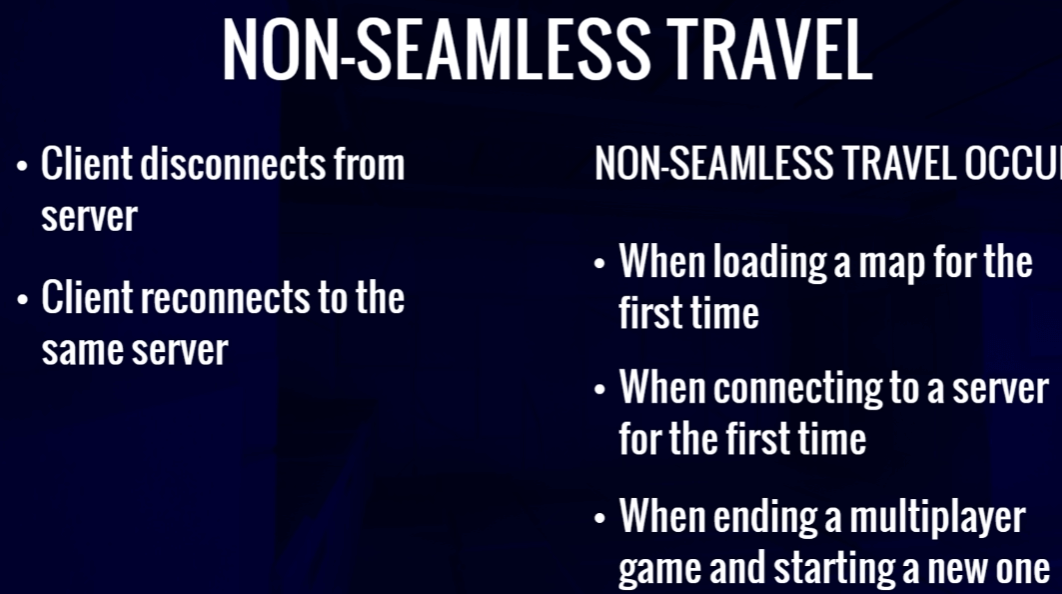 NON-SEAMLESS TRAVEL
• Client disconnects from
server
• Client reconnects to the
same server
NON-SEAMLESS TRAVEL
• When loading a map for the
first time
• When connecting to a server
for the first time
• When ending a multiplayer
game and starting a new one